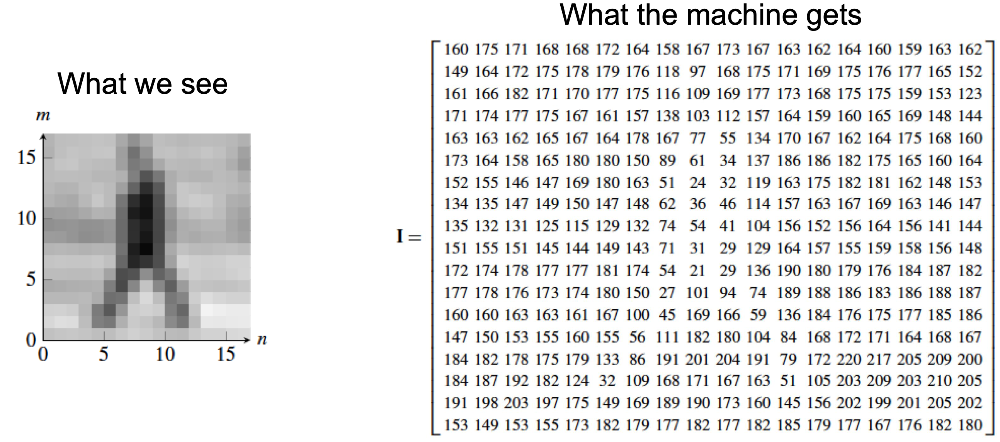 What the machine gets
What we see
m
15
10
5
0
0 5 10 15
n
I =
160 175 171 168 168 172 164 158 167 173 167 163 162 164 160 159 163 162
149 164 172 175 178 179 176 118 97 168 175 171 169 175 176 177 165 152
161 166 182 171 170 177 175 116 109 169 177 173 168 175 175 159 153 123
171 174 177 175 167 161 157 138 103 112 157 164 159 160 165 169 148 144
163 163 162 165 167 164 178 167 77 55 134 170 167 162 164 175 168 160
173 164 158 165 180 180 150 89 61 34 137 186 186 182 175 165 160 164
152 155 146 147 169 180 163 51 24 32 119 163 175 182 181 162 148 153
134 135 147 149 150 147 148 62 36 46 114 157 163 167 169 163 146 147
135 132 131 125 115 129 132 74 54 41 104 156 152 156 164 156 141 144
151 155 151 145 144 149 143 71 31 29 129 164 157 155 159 158 156 148
172 174 178 177 177 181 174 54 21 29 136 190 180 179 176 184 187 182
177 178 176 173 174 180 150 27 101 94 74 189 188 186 183 186 188 187
160 160 163 163 161 167 100 45 169 166 59 136 184 176 175 177 185 186
147 150 153 155 160 155 56 111 182 180 104 84 168 172 171 164 168 167
184 182 178 175 179 133 86 191 201 204 191 79 172 220 217 205 209 200
184 187 192 182 124 32 109 168 171 167 163 51 105 203 209 203 210 205
191 198 203 197 175 149 169 189 190 173 160 145 156 202 199 201 205 202
153 149 153 155 173 182 179 177 182 177 182 185 179 177 167 176 182 180